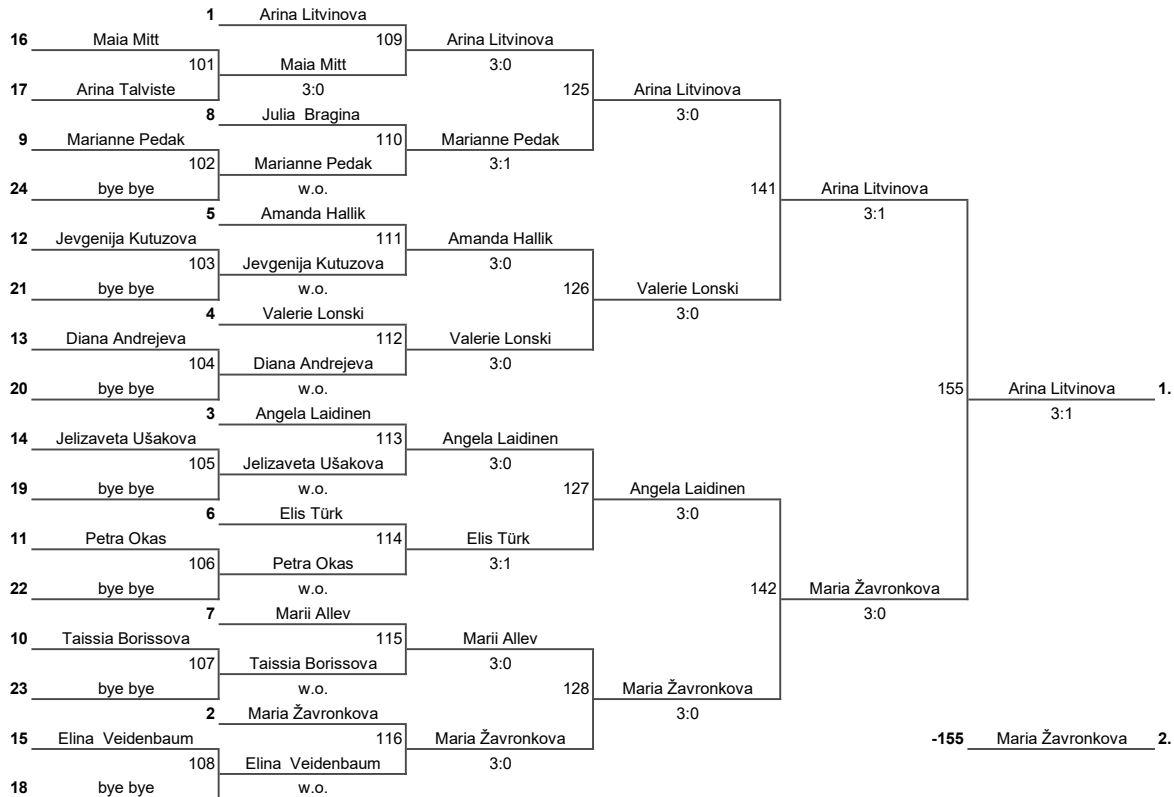 1 Arina Litvinova
16 Maia Mitt 109 Arina Litvinova
101 Maia Mitt 3:0
17 Arina Talviste 3:0 125 Arina Litvinova
8 Julia Bragina 3:0
9 Marianne Pedak 110 Marianne Pedak
102 Marianne Pedak 3:1
24 bye bye w.o. 141 Arina Litvinova
5 Amanda Hallik 3:1
12 Jevgenija Kutuzova 111 Amanda Hallik
103 Jevgenija Kutuzova 3:0
21 bye bye w.o. 126 Valerie Lonski
4 Valerie Lonski 3:0
13 Diana Andrejeva 112 Valerie Lonski
104 Diana Andrejeva 3:0
20 bye bye w.o. 155 Arina Litvinova 1.
3 Angela Laidinen 3:1
14 Jelizaveta Ušakova 113 Angela Laidinen
105 Jelizaveta Ušakova 3:0
19 bye bye w.o. 127 Angela Laidinen
6 Elis Türk 3:0
11 Petra Okas 114 Elis Türk
106 Petra Okas 3:1
22 bye bye w.o. 142 Maria Žavronkova
7 Marii Allev 3:0
10 Taissia Borissova 115 Marii Allev
107 Taissia Borissova 3:0
23 bye bye w.o. 128 Maria Žavronkova
2 Maria Žavronkova 3:0
15 Elina Veidenbaum 116 Maria Žavronkova -155 Maria Žavronkova 2.
108 Elina Veidenbaum 3:0
18 bye bye w.o.